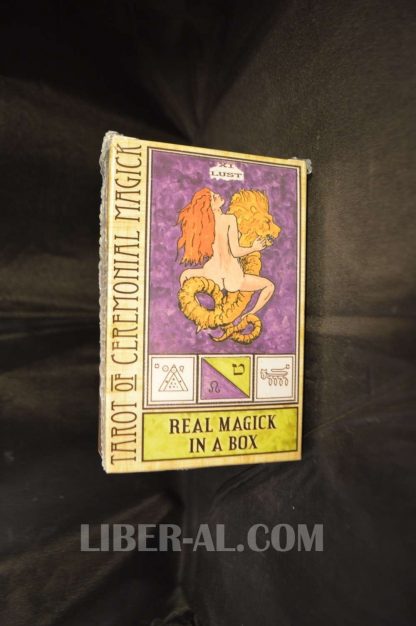 XI
LUST
TAROT OF CEREMONIAL MAGICK
ט
♌
REAL MAGICK
IN A BOX
LIBER-AL.COM